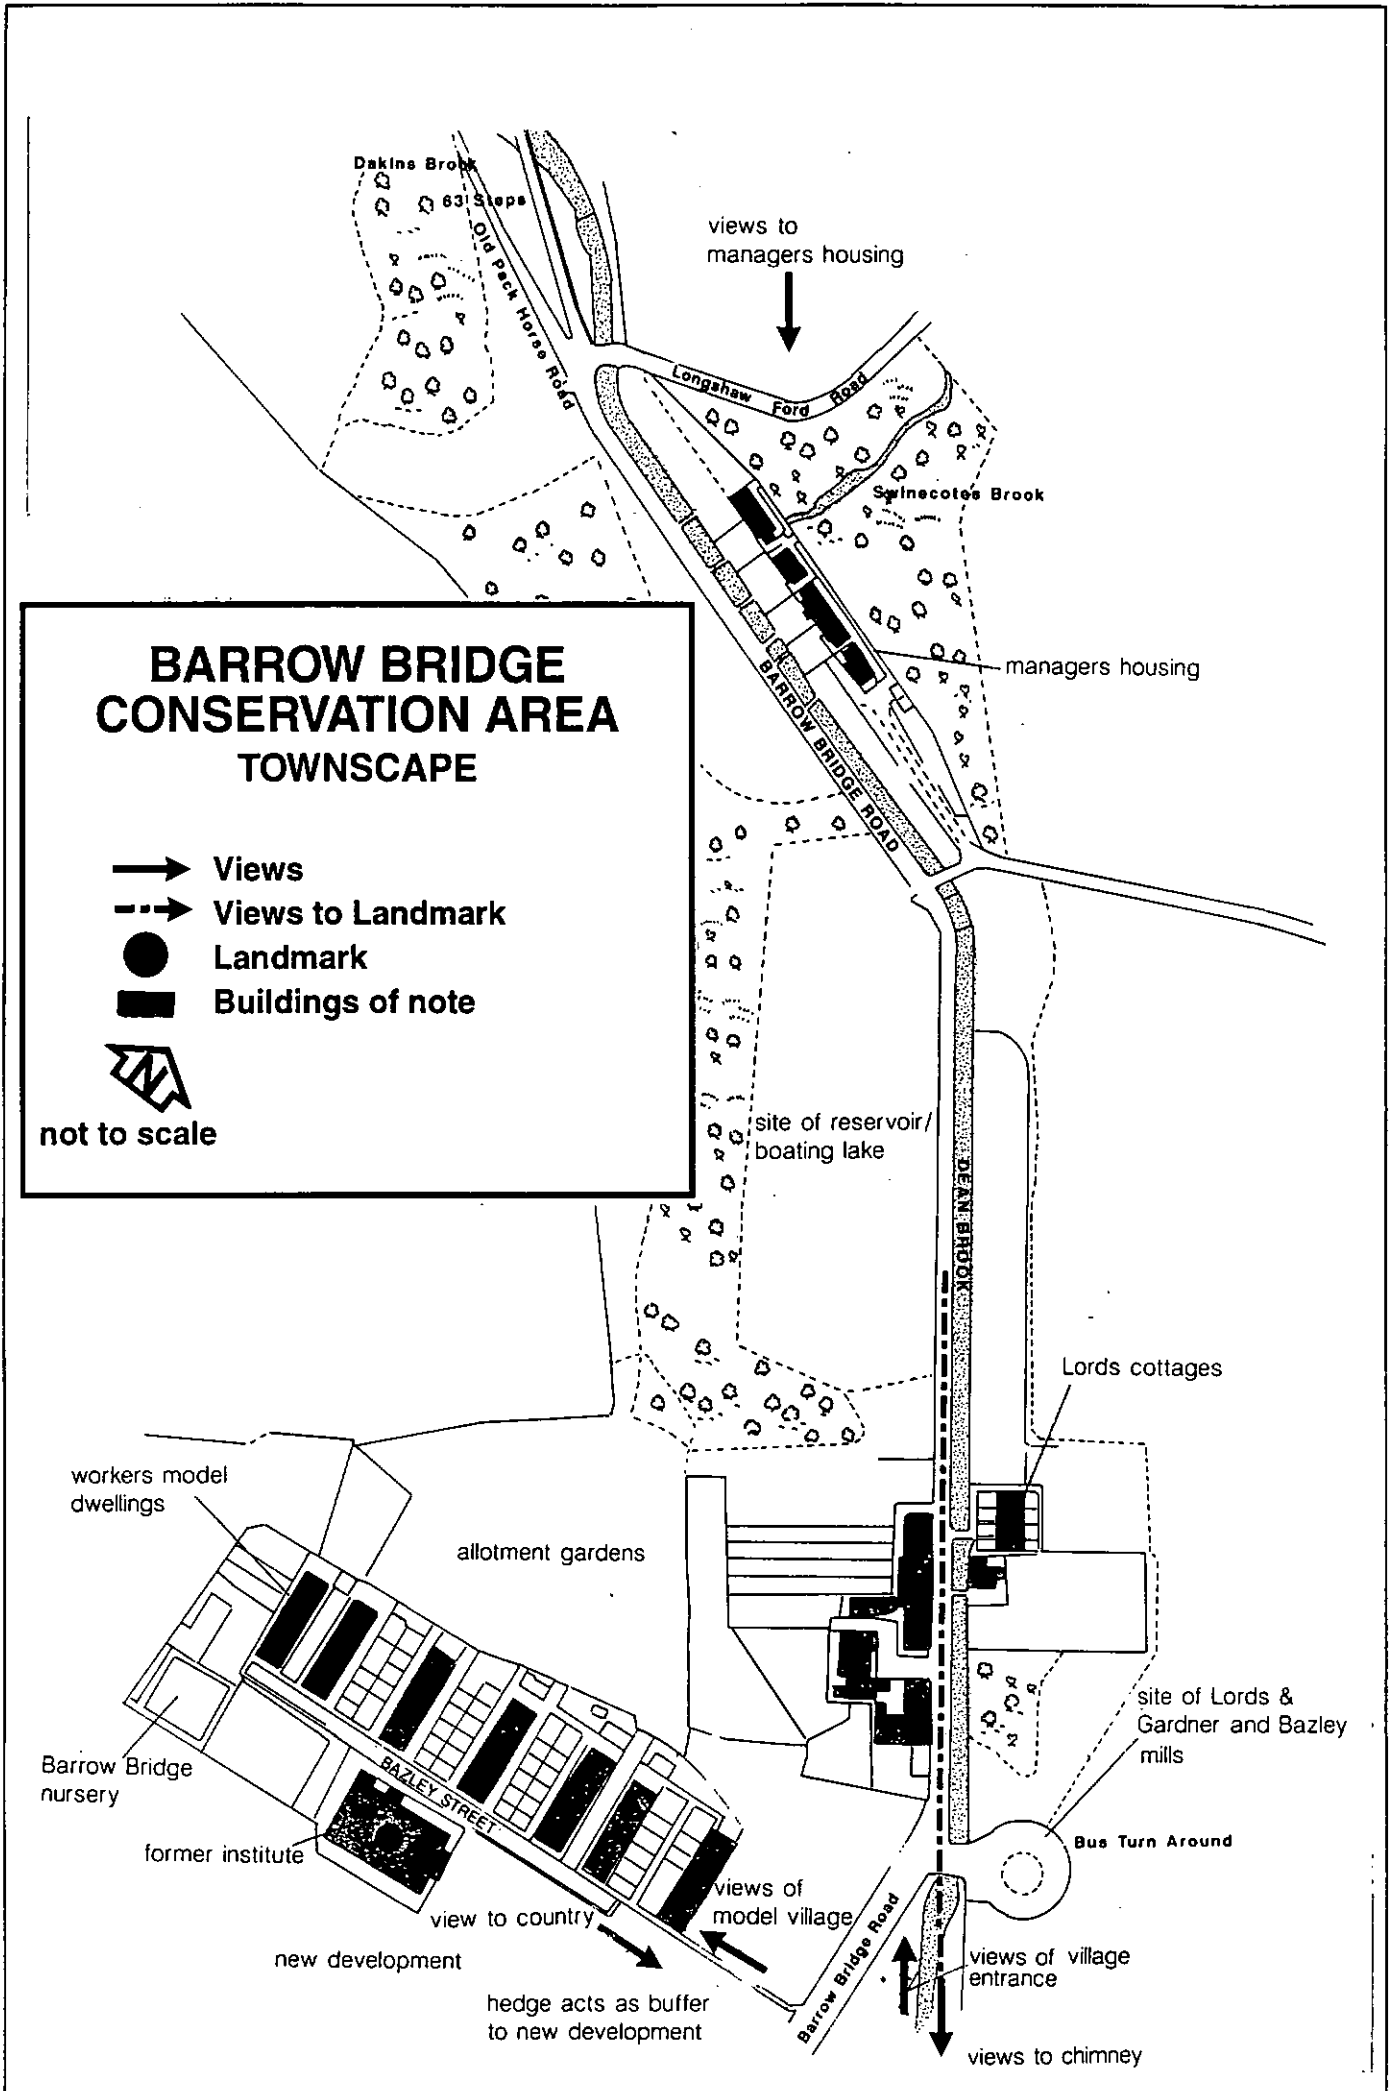 Dakins Brook
63 Steps
Old Pack Horse Road
views to
managers housing
Longshaw Ford Road
Swinecotes Brook
managers housing
BARROW BRIDGE ROAD
BARROW BRIDGE
CONSERVATION AREA
TOWNSCAPE
Views
Views to Landmark
Landmark
Buildings of note
N
not to scale
site of reservoir/
boating lake
DEAN BROOK
Lords cottages
workers model
dwellings
allotment gardens
site of Lords &
Gardner and Bazley
mills
Barrow Bridge
nursery
BAZLEY STREET
former institute
Bus Turn Around
views of
model village
view to country
new development
Barrow Bridge Road
views of village
entrance
hedge acts as buffer
to new development
views to chimney